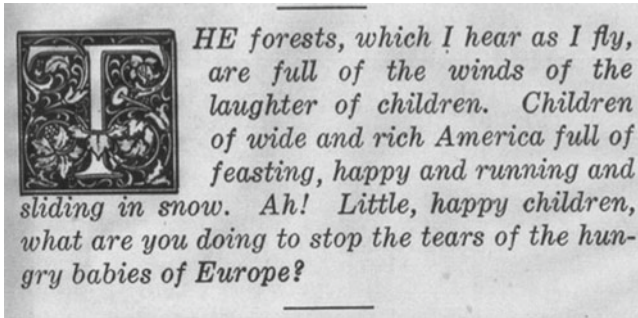 THE forests, which I hear as I fly,
are full of the winds of the
laughter of children. Children
of wide and rich America full of
feasting, happy and running and
sliding in snow. Ah! Little, happy children,
what are you doing to stop the tears of the hun-
gry babies of Europe?